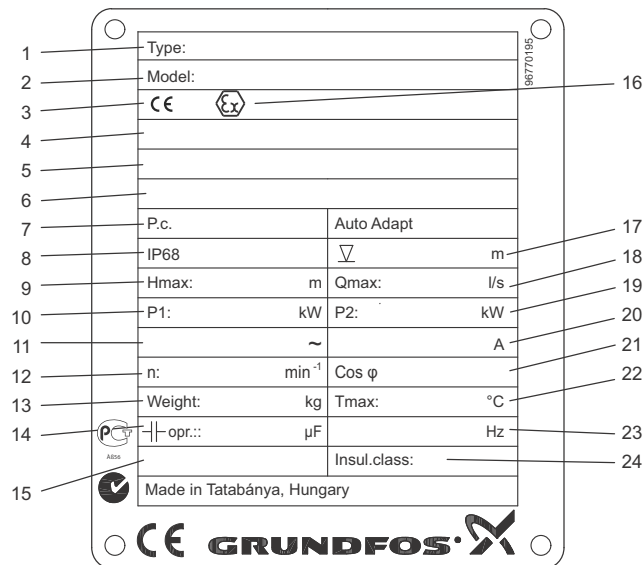 96770195
1 Type:
2 Model:
3 CE Ex 16
4
5
6
7 P.c. Auto Adapt
8 IP68 m 17
9 Hmax: m Qmax: l/s 18
10 P1: kW P2: kW 19
11 ~ A 20
12 n: min⁻¹ Cos φ 21
13 Weight: kg Tmax: °C 22
14 opr.:: µF Hz 23
15 Insul.class: 24
PCT
Made in Tatabánya, Hungary
CE GRUNDFOS